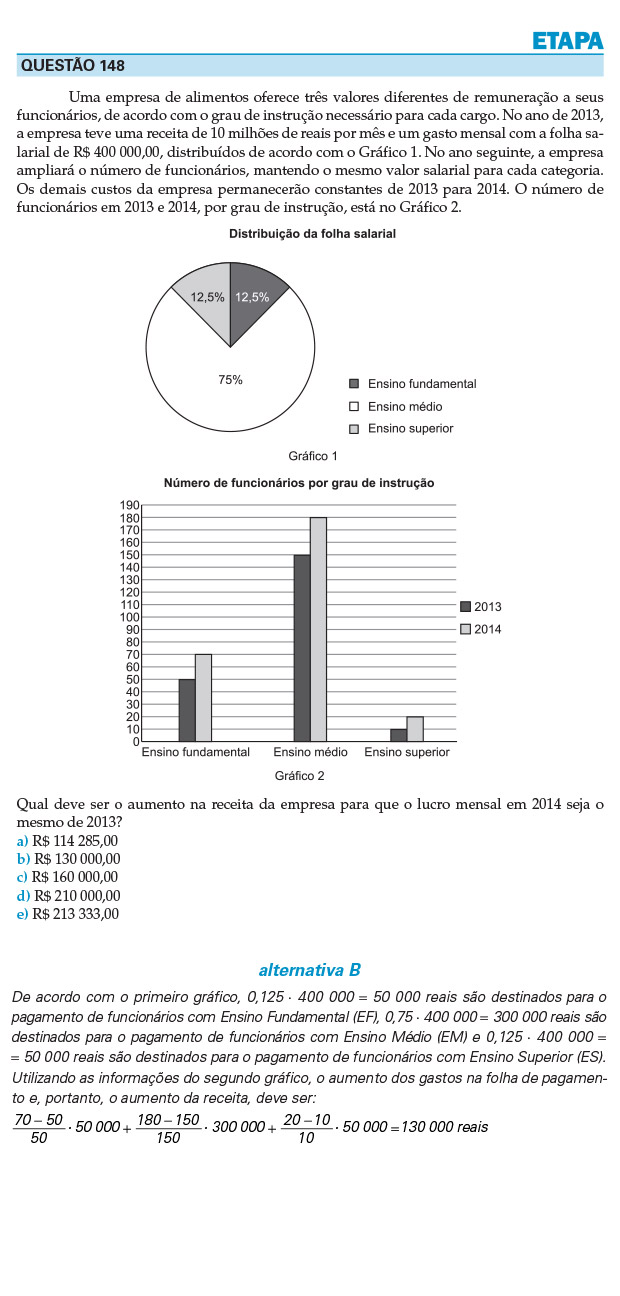 ETAPA
QUESTÃO 148
Uma empresa de alimentos oferece três valores diferentes de remuneração a seus
funcionários, de acordo com o grau de instrução necessário para cada cargo. No ano de 2013,
a empresa teve uma receita de 10 milhões de reais por mês e um gasto mensal com a folha sa-
larial de R$ 400 000,00, distribuídos de acordo com o Gráfico 1. No ano seguinte, a empresa
ampliará o número de funcionários, mantendo o mesmo valor salarial para cada categoria.
Os demais custos da empresa permanecerão constantes de 2013 para 2014. O número de
funcionários em 2013 e 2014, por grau de instrução, está no Gráfico 2.
Distribuição da folha salarial
12,5% 12,5%
75%
Ensino fundamental
Ensino médio
Ensino superior
Gráfico 1
Número de funcionários por grau de instrução
190
180
170
160
150
140
130
120
110
100
90
80
70
60
50
40
30
20
10
0
2013
2014
Ensino fundamental Ensino médio Ensino superior
Gráfico 2
Qual deve ser o aumento na receita da empresa para que o lucro mensal em 2014 seja o
mesmo de 2013?
a) R$ 114 285,00
b) R$ 130 000,00
c) R$ 160 000,00
d) R$ 210 000,00
e) R$ 213 333,00
alternativa B
De acordo com o primeiro gráfico, 0,125 · 400 000 = 50 000 reais são destinados para o
pagamento de funcionários com Ensino Fundamental (EF), 0,75 · 400 000 = 300 000 reais são
destinados para o pagamento de funcionários com Ensino Médio (EM) e 0,125 · 400 000 =
= 50 000 reais são destinados para o pagamento de funcionários com Ensino Superior (ES).
Utilizando as informações do segundo gráfico, o aumento dos gastos na folha de pagamen-
to e, portanto, o aumento da receita, deve ser:
70 – 50 / 50 · 50 000 + 180 – 150 / 150 · 300 000 + 20 – 10 / 10 · 50 000 = 130 000 reais